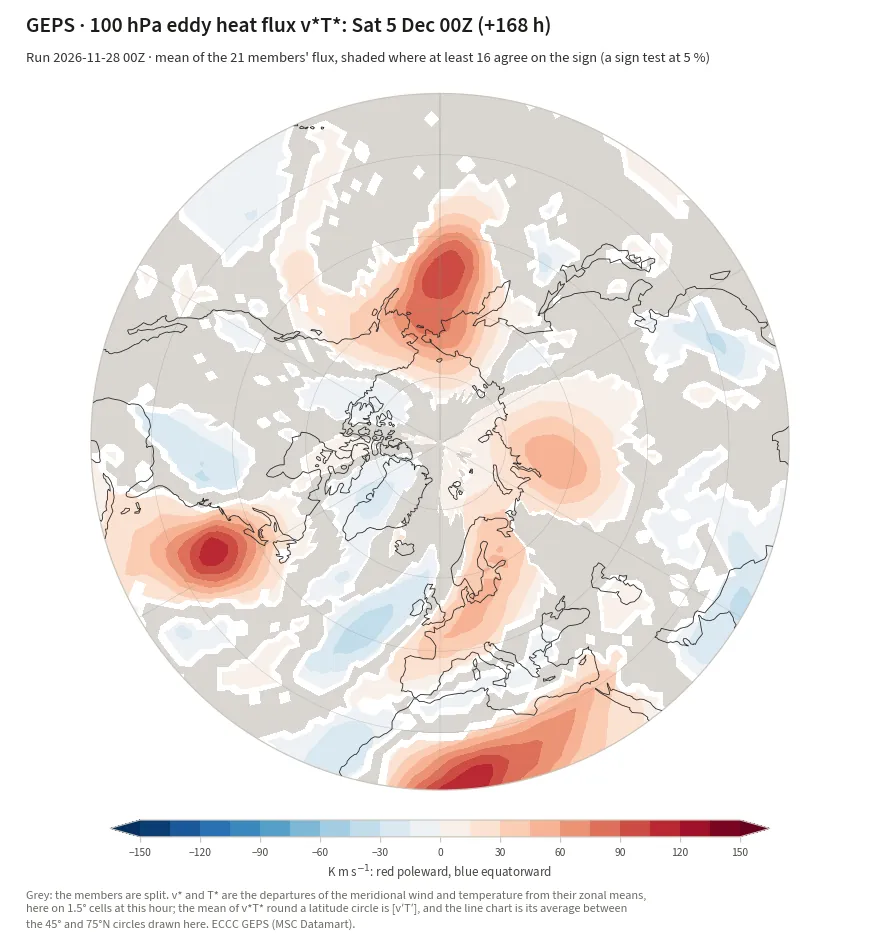 GEPS · 100 hPa eddy heat flux v*T*: Sat 5 Dec 00Z (+168 h)
Run 2026-11-28 00Z · mean of the 21 members' flux, shaded where at least 16 agree on the sign (a sign test at 5 %)
−150 −120 −90 −60 −30 0 30 60 90 120 150
K m s⁻¹: red poleward, blue equatorward
Grey: the members are split. v* and T* are the departures of the meridional wind and temperature from their zonal means,
here on 1.5° cells at this hour; the mean of v*T* round a latitude circle is [v′T′], and the line chart is its average between
the 45° and 75°N circles drawn here. ECCC GEPS (MSC Datamart).